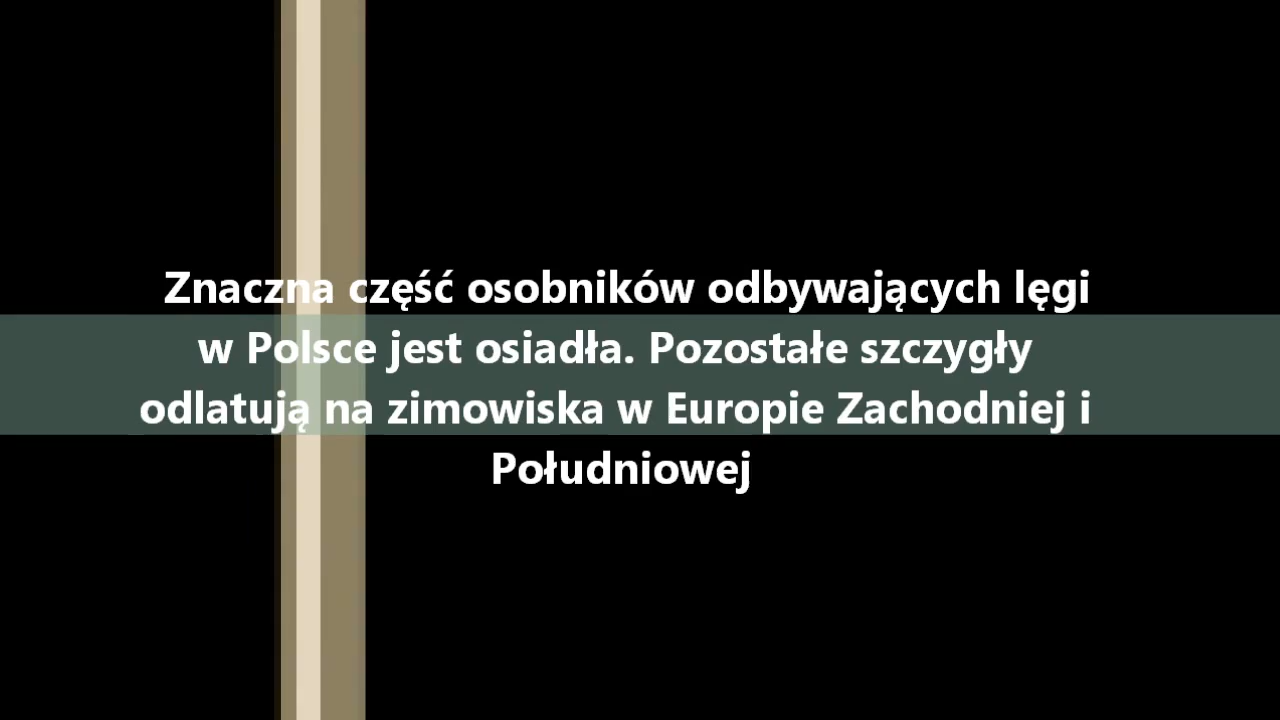 Znaczna część osobników odbywających lęgi
w Polsce jest osiadła. Pozostałe szczygły
odlatują na zimowiska w Europie Zachodniej i
Południowej